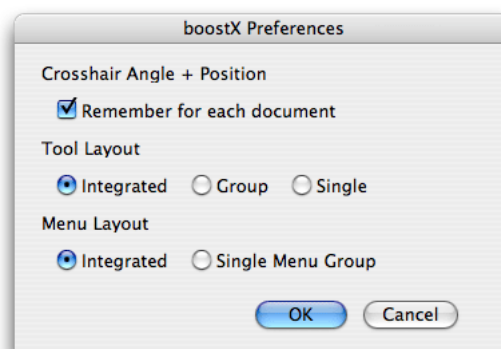 boostX Preferences
Crosshair Angle + Position
Remember for each document
Tool Layout
Integrated Group Single
Menu Layout
Integrated Single Menu Group
OK Cancel